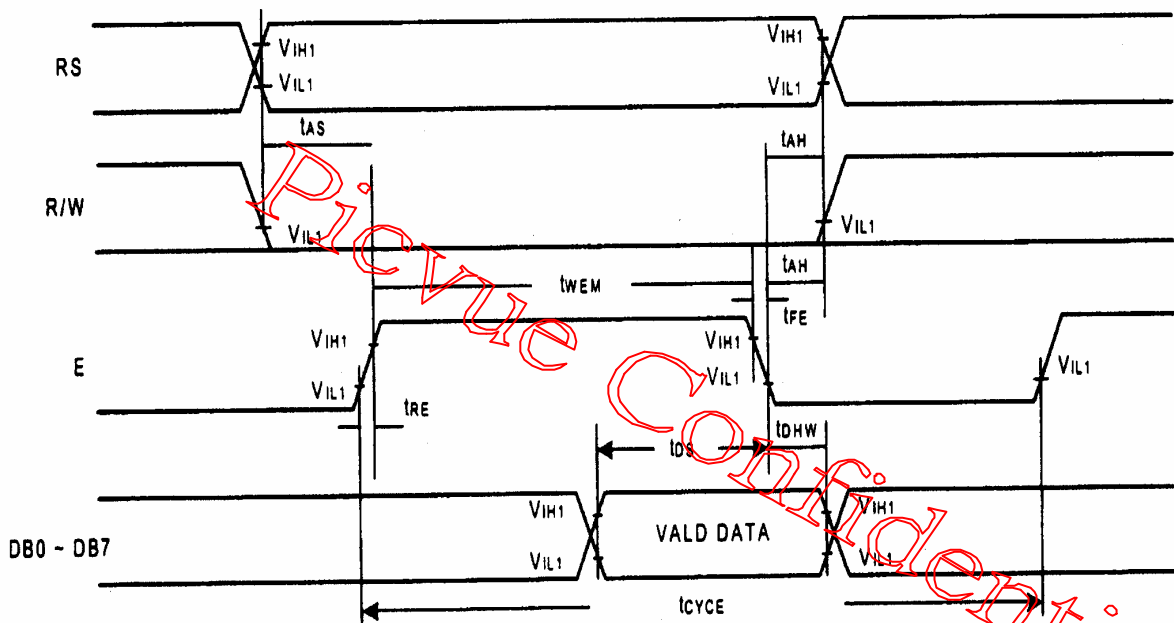 RS
VIH1
VIL1
VIH1
VIL1
tAS
tAH
R/W
VIL1
VIL1
tWEM
tAH
tFE
E
VIH1
VIL1
VIH1
VIL1
VIL1
tRE
tDS
tDHW
DB0 ~ DB7
VIH1
VIL1
VALD DATA
VIH1
VIL1
tCYCE
Picvue Confident